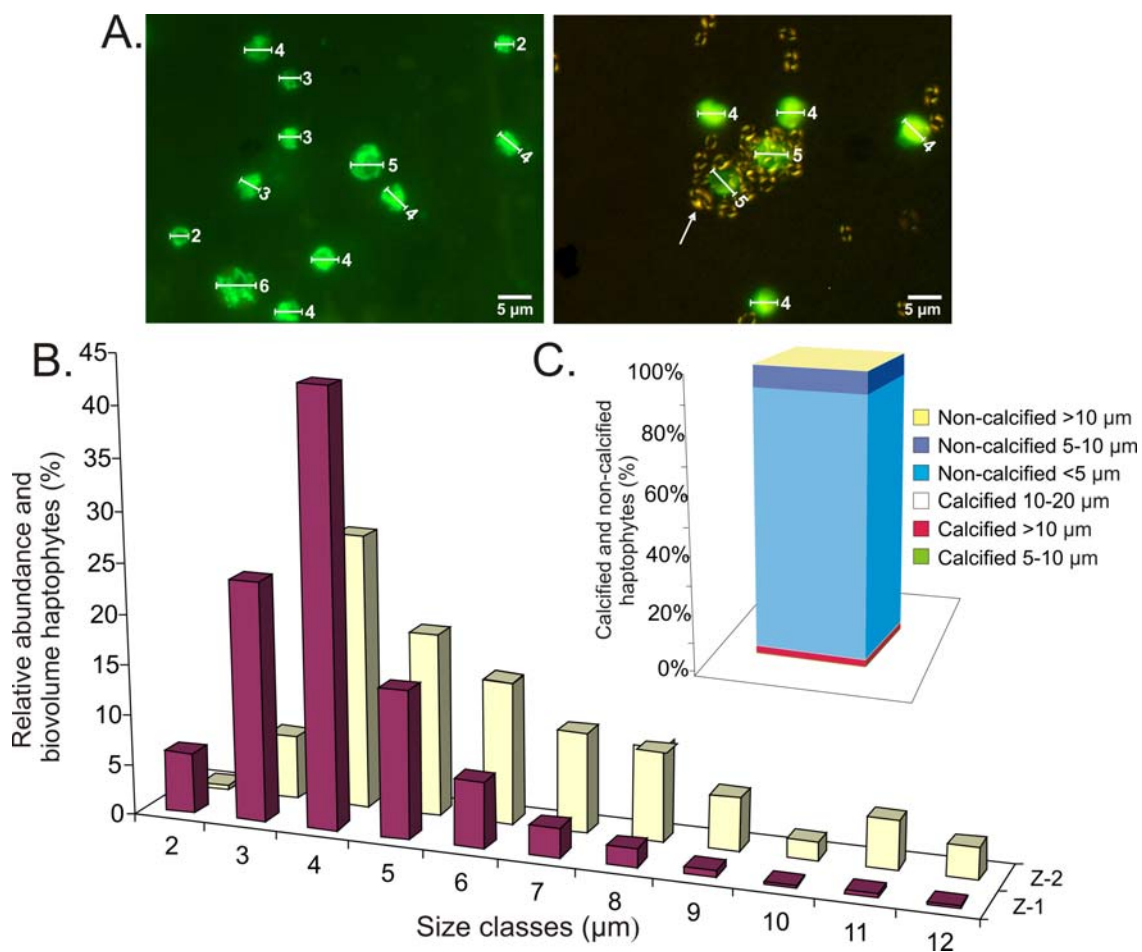 A.
4
2
3
3
5
4
3
4
2
4
6
4
5 µm
4
4
4
5
5
4
5 µm
B.
Relative abundance and
biovolume haptophytes (%)
45
40
35
30
25
20
15
10
5
0
2
3
4
5
6
7
8
9
10
11
12
Size classes (µm)
Z-2
Z-1
C.
Calcified and non-calcified
haptophytes (%)
100%
80%
60%
40%
20%
0%
Non-calcified >10 µm
Non-calcified 5-10 µm
Non-calcified <5 µm
Calcified 10-20 µm
Calcified >10 µm
Calcified 5-10 µm